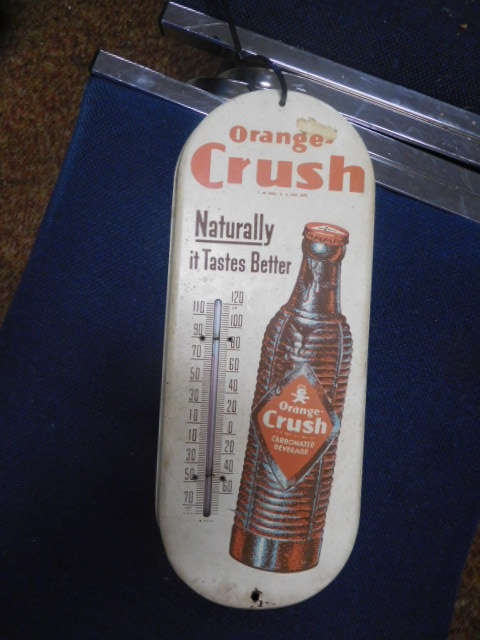 Orange-
Crush
Naturally
it Tastes Better
120
110
100
90
80
70
60
50
40
30
20
10
0
10
20
30
40
50
60
70
Orange-
Crush
CARBONATED
BEVERAGE